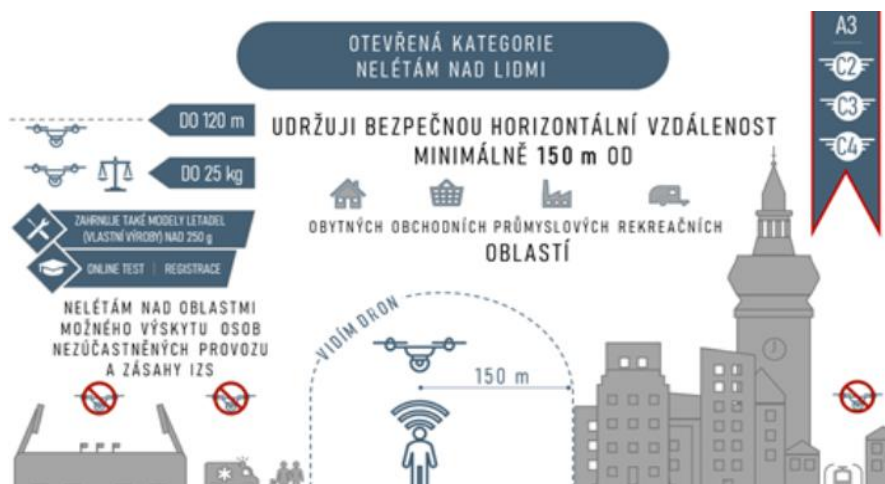 OTEVŘENÁ KATEGORIE
NELÉTÁM NAD LIDMI
A3
C2
C3
C4
DO 120 m
DO 25 kg
UDRŽUJI BEZPEČNOU HORIZONTÁLNÍ VZDÁLENOST
MINIMÁLNĚ 150 m OD
OBYTNÝCH OBCHODNÍCH PRŮMYSLOVÝCH REKREAČNÍCH
OBLASTÍ
ZAHRNUJE TAKÉ MODELY LETADEL
(VLASTNÍ VÝROBY) NAD 250 g
ONLINE TEST | REGISTRACE
NELÉTÁM NAD OBLASTMI
MOŽNÉHO VÝSKYTU OSOB
NEZÚČASTNĚNÝCH PROVOZU
A ZÁSAHY IZS
VIDÍM DRON
150 m